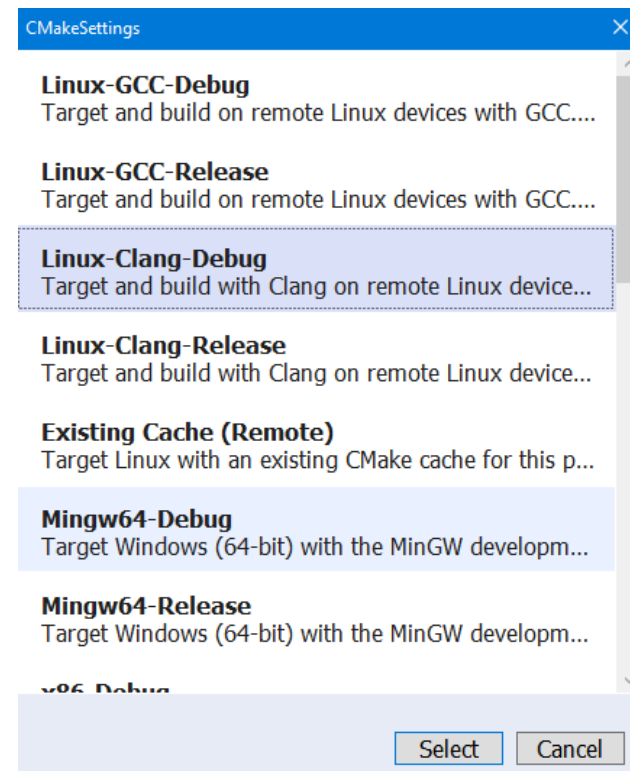 CMakeSettings
Linux-GCC-Debug
Target and build on remote Linux devices with GCC....
Linux-GCC-Release
Target and build on remote Linux devices with GCC....
Linux-Clang-Debug
Target and build with Clang on remote Linux device...
Linux-Clang-Release
Target and build with Clang on remote Linux device...
Existing Cache (Remote)
Target Linux with an existing CMake cache for this p...
Mingw64-Debug
Target Windows (64-bit) with the MinGW developm...
Mingw64-Release
Target Windows (64-bit) with the MinGW developm...
x86-Debug
Select Cancel